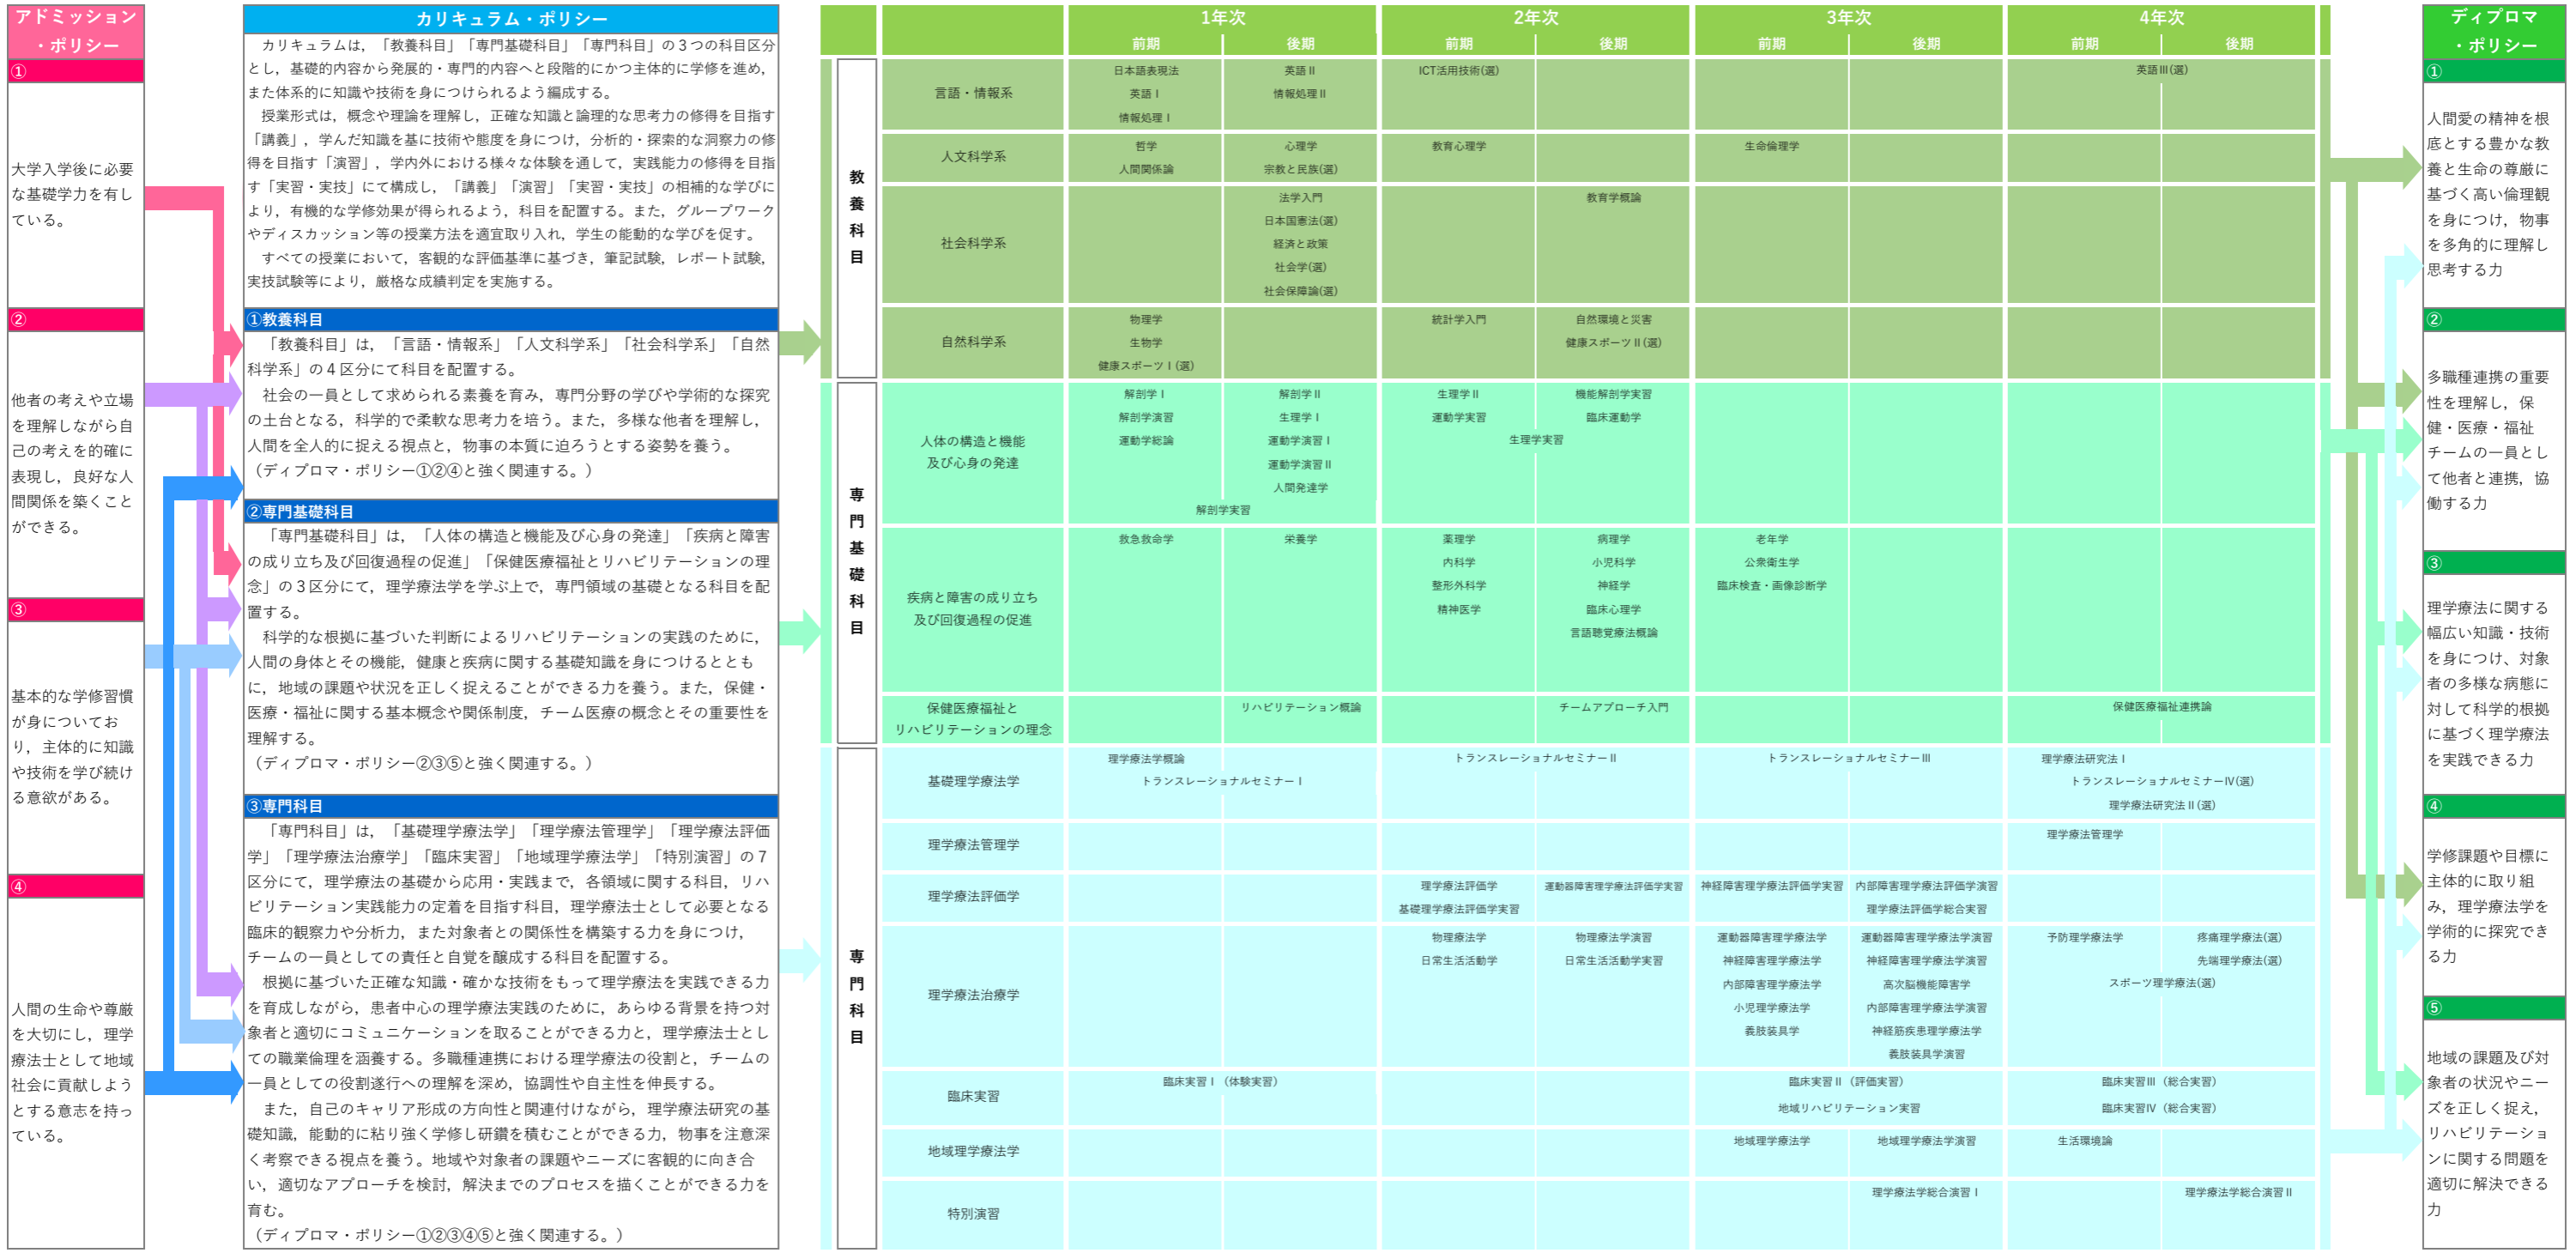 アドミッション
・ポリシー
①
大学入学後に必要
な基礎学力を有し
ている。
②
他者の考えや立場
を理解しながら自
己の考えを的確に
表現し，良好な人
間関係を築くこと
ができる。
③
基本的な学修習慣
が身についてお
り，主体的に知識
や技術を学び続け
る意欲がある。
④
人間の生命や尊厳
を大切にし，理学
療法士として地域
社会に貢献しよう
とする意志を持っ
ている。
カリキュラム・ポリシー
カリキュラムは，「教養科目」「専門基礎科目」「専門科目」の３つの科目区分
とし，基礎的内容から発展的・専門的内容へと段階的にかつ主体的に学修を進め，
また体系的に知識や技術を身につけられるよう編成する。
授業形式は，概念や理論を理解し，正確な知識と論理的な思考力の修得を目指す
「講義」，学んだ知識を基に技術や態度を身につけ，分析的・探索的な洞察力の修
得を目指す「演習」，学内外における様々な体験を通して，実践能力の修得を目指
す「実習・実技」にて構成し，「講義」「演習」「実習・実技」の相補的な学びに
より，有機的な学修効果が得られるよう，科目を配置する。また，グループワーク
やディスカッション等の授業方法を適宜取り入れ，学生の能動的な学びを促す。
すべての授業において，客観的な評価基準に基づき，筆記試験，レポート試験，
実技試験等により，厳格な成績判定を実施する。
①教養科目
「教養科目」は，「言語・情報系」「人文科学系」「社会科学系」「自然
科学系」の４区分にて科目を配置する。
社会の一員として求められる素養を育み，専門分野の学びや学術的な探究
の土台となる，科学的で柔軟な思考力を培う。また，多様な他者を理解し，
人間を全人的に捉える視点と，物事の本質に迫ろうとする姿勢を養う。
（ディプロマ・ポリシー①②④と強く関連する。）
②専門基礎科目
「専門基礎科目」は，「人体の構造と機能及び心身の発達」「疾病と障害
の成り立ち及び回復過程の促進」「保健医療福祉とリハビリテーションの理
念」の３区分にて，理学療法学を学ぶ上で，専門領域の基礎となる科目を配
置する。
科学的な根拠に基づいた判断によるリハビリテーションの実践のために，
人間の身体とその機能，健康と疾病に関する基礎知識を身につけるととも
に，地域の課題や状況を正しく捉えることができる力を養う。また，保健・
医療・福祉に関する基本概念や関係制度，チーム医療の概念とその重要性を
理解する。
（ディプロマ・ポリシー②③⑤と強く関連する。）
③専門科目
「専門科目」は，「基礎理学療法学」「理学療法管理学」「理学療法評価
学」「理学療法治療学」「臨床実習」「地域理学療法学」「特別演習」の７
区分にて，理学療法の基礎から応用・実践まで，各領域に関する科目，リハ
ビリテーション実践能力の定着を目指す科目，理学療法士として必要となる
臨床的観察力や分析力，また対象者との関係性を構築する力を身につけ，
チームの一員としての責任と自覚を醸成する科目を配置する。
根拠に基づいた正確な知識・確かな技術をもって理学療法を実践できる力
を育成しながら，患者中心の理学療法実践のために，あらゆる背景を持つ対
象者と適切にコミュニケーションを取ることができる力と，理学療法士とし
ての職業倫理を涵養する。多職種連携における理学療法の役割と，チームの
一員としての役割遂行への理解を深め，協調性や自主性を伸長する。
また，自己のキャリア形成の方向性と関連付けながら，理学療法研究の基
礎知識，能動的に粘り強く学修し研鑽を積むことができる力，物事を注意深
く考察できる視点を養う。地域や対象者の課題やニーズに客観的に向き合
い，適切なアプローチを検討，解決までのプロセスを描くことができる力を
育む。
（ディプロマ・ポリシー①②③④⑤と強く関連する。）
1年次 2年次 3年次 4年次
前期 後期 前期 後期 前期 後期 前期 後期
教養科目
言語・情報系
日本語表現法 英語Ⅱ ICT活用技術(選) 英語Ⅲ(選)
英語Ⅰ 情報処理Ⅱ
情報処理Ⅰ
人文科学系
哲学 心理学 教育心理学 生命倫理学
人間関係論 宗教と民族(選)
社会科学系
法学入門 教育学概論
日本国憲法(選)
経済と政策
社会学(選)
社会保障論(選)
自然科学系
物理学 統計学入門 自然環境と災害
生物学 健康スポーツⅡ(選)
健康スポーツⅠ(選)
専門基礎科目
人体の構造と機能
及び心身の発達
解剖学Ⅰ 解剖学Ⅱ 生理学Ⅱ 機能解剖学実習
解剖学演習 生理学Ⅰ 運動学実習 臨床運動学
運動学総論 運動学演習Ⅰ 生理学実習
運動学演習Ⅱ
人間発達学
解剖学実習
疾病と障害の成り立ち
及び回復過程の促進
救急救命学 栄養学 薬理学 病理学 老年学
内科学 小児科学 公衆衛生学
整形外科学 神経学 臨床検査・画像診断学
精神医学 臨床心理学
言語聴覚療法概論
保健医療福祉と
リハビリテーションの理念
リハビリテーション概論 チームアプローチ入門 保健医療福祉連携論
専門科目
基礎理学療法学
理学療法学概論 トランスレーショナルセミナーⅡ トランスレーショナルセミナーⅢ 理学療法研究法Ⅰ
トランスレーショナルセミナーⅠ トランスレーショナルセミナーⅣ(選)
理学療法研究法Ⅱ(選)
理学療法管理学
理学療法管理学
理学療法評価学
理学療法評価学 運動器障害理学療法評価学実習 神経障害理学療法評価学実習 内部障害理学療法評価学演習
基礎理学療法評価学実習 理学療法評価学総合実習
理学療法治療学
物理療法学 物理療法学演習 運動器障害理学療法学 運動器障害理学療法学演習 予防理学療法学 疼痛理学療法(選)
日常生活活動学 日常生活活動学実習 神経障害理学療法学 神経障害理学療法学演習 先端理学療法(選)
内部障害理学療法学 高次脳機能障害学 スポーツ理学療法(選)
小児理学療法学 内部障害理学療法学演習
義肢装具学 神経筋疾患理学療法学
義肢装具学演習
臨床実習
臨床実習Ⅰ（体験実習） 臨床実習Ⅱ（評価実習） 臨床実習Ⅲ（総合実習）
地域リハビリテーション実習 臨床実習Ⅳ（総合実習）
地域理学療法学
地域理学療法学 地域理学療法学演習 生活環境論
特別演習
理学療法学総合演習Ⅰ 理学療法学総合演習Ⅱ
ディプロマ
・ポリシー
①
人間愛の精神を根
底とする豊かな教
養と生命の尊厳に
基づく高い倫理観
を身につけ，物事
を多角的に理解し
思考する力
②
多職種連携の重要
性を理解し，保
健・医療・福祉
チームの一員とし
て他者と連携，協
働する力
③
理学療法に関する
幅広い知識・技術
を身につけ、対象
者の多様な病態に
対して科学的根拠
に基づく理学療法
を実践できる力
④
学修課題や目標に
主体的に取り組
み，理学療法学を
学術的に探究でき
る力
⑤
地域の課題及び対
象者の状況やニー
ズを正しく捉え，
リハビリテーショ
ンに関する問題を
適切に解決できる
力